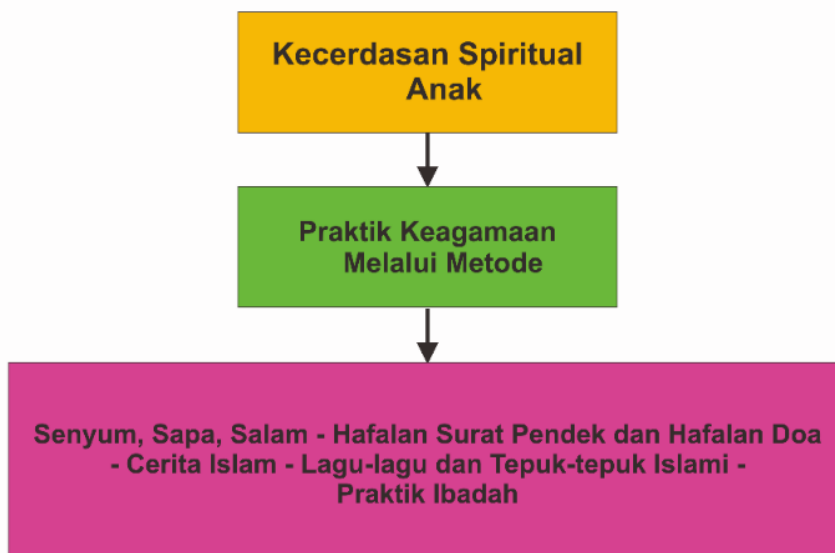 Kecerdasan Spiritual
Anak
Praktik Keagamaan
Melalui Metode
Senyum, Sapa, Salam - Hafalan Surat Pendek dan Hafalan Doa
- Cerita Islam - Lagu-lagu dan Tepuk-tepuk Islami -
Praktik Ibadah